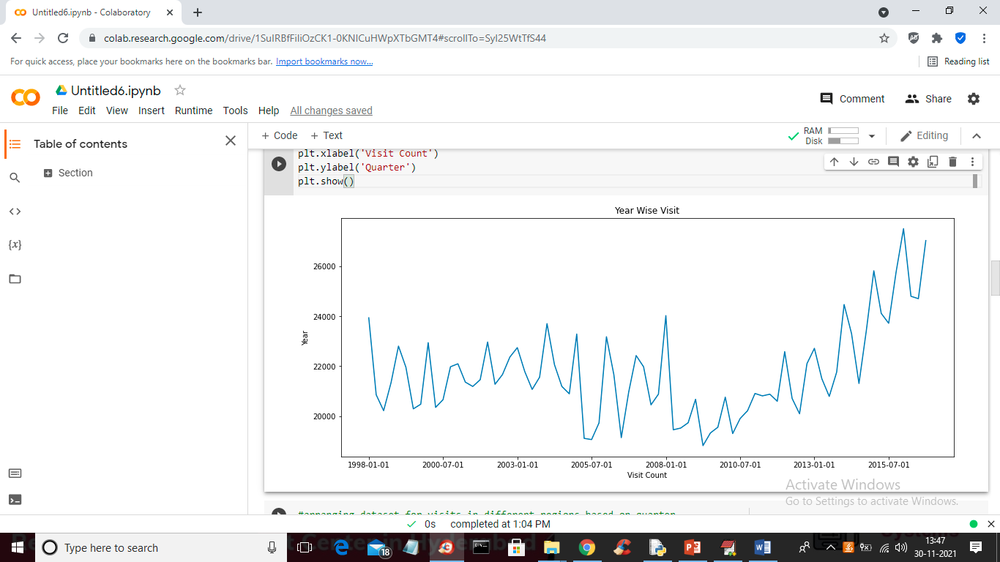 Untitled6.ipynb - Colaboratory
colab.research.google.com/drive/1SulRBfFiliOzCK1-0KNlCuHWpXTbGMT4#scrollTo=Syl25WtTfS44
For quick access, place your bookmarks here on the bookmarks bar. Import bookmarks now...
Reading list
Untitled6.ipynb
Comment
Share
File Edit View Insert Runtime Tools Help All changes saved
Table of contents
Section
+ Code + Text
RAM
Disk
Editing
{x}
plt.xlabel('Visit Count')
plt.ylabel('Quarter')
plt.show()
Year Wise Visit
26000
24000
22000
20000
Year
1998-01-01 2000-07-01 2003-01-01 2005-07-01 2008-01-01 2010-07-01 2013-01-01 2015-07-01
Visit Count
Activate Windows
Go to Settings to activate Windows.
#arranging dataset for visits in different regions based on quarter
0s completed at 1:04 PM
Type here to search
18
13:47
30-11-2021